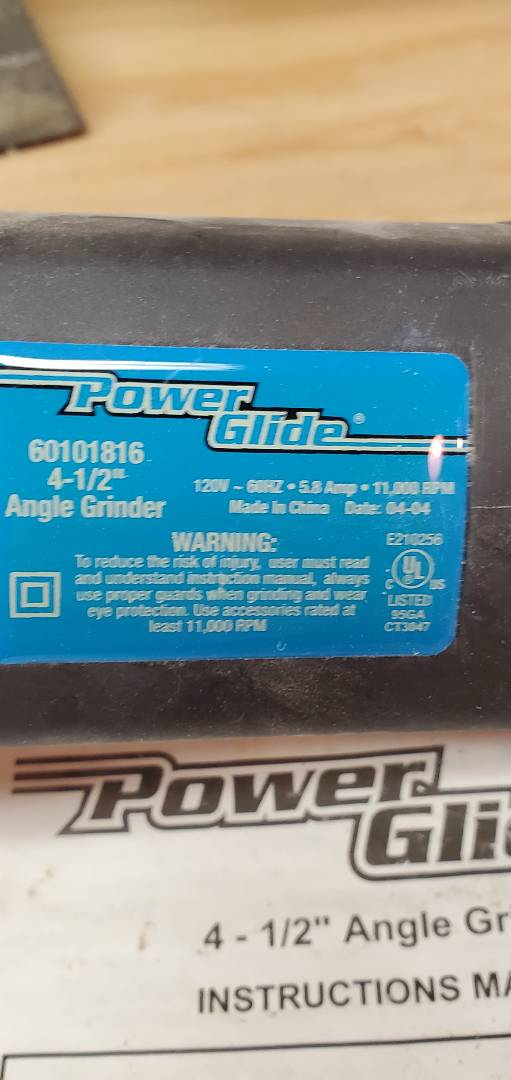 Power
Glide®
60101816
4-1/2"
Angle Grinder
120V ~ 60HZ • 5.8 Amp • 11,000 RPM
Made In China Date: 04-04
WARNING:
To reduce the risk of injury, user must read
and understand instruction manual, always
use proper guards when grinding and wear
eye protection. Use accessories rated at
least 11,000 RPM
E210256
C UL US
LISTED
95GA
CT3047
Power
Gli
4 - 1/2" Angle Gr
INSTRUCTIONS MA